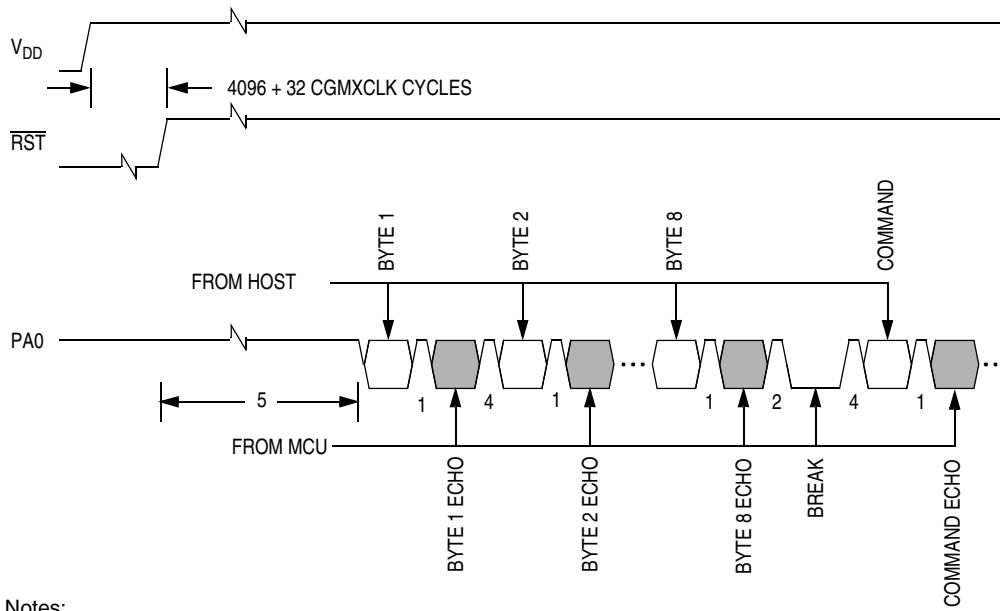 VDD
4096 + 32 CGMXCLK CYCLES
RST
BYTE 1
BYTE 2
BYTE 8
COMMAND
FROM HOST
PA0
...
...
5
1
4
1
1
2
4
1
FROM MCU
BYTE 1 ECHO
BYTE 2 ECHO
BYTE 8 ECHO
BREAK
COMMAND ECHO
Notes: